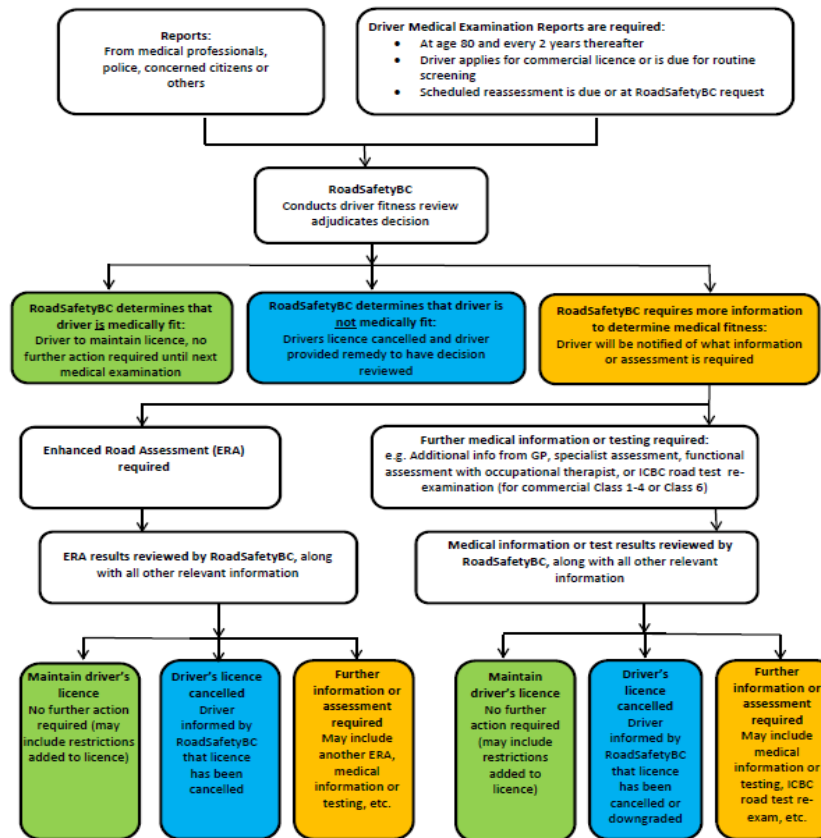 Reports:
From medical professionals,
police, concerned citizens or
others
Driver Medical Examination Reports are required:
• At age 80 and every 2 years thereafter
• Driver applies for commercial licence or is due for routine
screening
• Scheduled reassessment is due or at RoadSafetyBC request
RoadSafetyBC
Conducts driver fitness review
adjudicates decision
RoadSafetyBC determines that
driver is medically fit:
Driver to maintain licence, no
further action required until next
medical examination
RoadSafetyBC determines that driver is
not medically fit:
Drivers licence cancelled and driver
provided remedy to have decision
reviewed
RoadSafetyBC requires more information
to determine medical fitness:
Driver will be notified of what information
or assessment is required
Enhanced Road Assessment (ERA)
required
Further medical information or testing required:
e.g. Additional info from GP, specialist assessment, functional
assessment with occupational therapist, or ICBC road test re-
examination (for commercial Class 1-4 or Class 6)
ERA results reviewed by RoadSafetyBC, along
with all other relevant information
Medical information or test results reviewed by
RoadSafetyBC, along with all other relevant
information
Maintain driver's
licence
No further action
required (may
include restrictions
added to licence)
Driver's licence
cancelled
Driver
informed by
RoadSafetyBC
that licence
has been
cancelled
Further
information or
assessment
required
May include
another ERA,
medical
information or
testing, etc.
Maintain
driver's licence
No further
action required
(may include
restrictions
added to
licence)
Driver's
licence
cancelled
Driver
informed by
RoadSafetyBC
that licence
has been
cancelled or
downgraded
Further
information or
assessment
required
May include
medical
information or
testing, ICBC
road test re-
exam, etc.